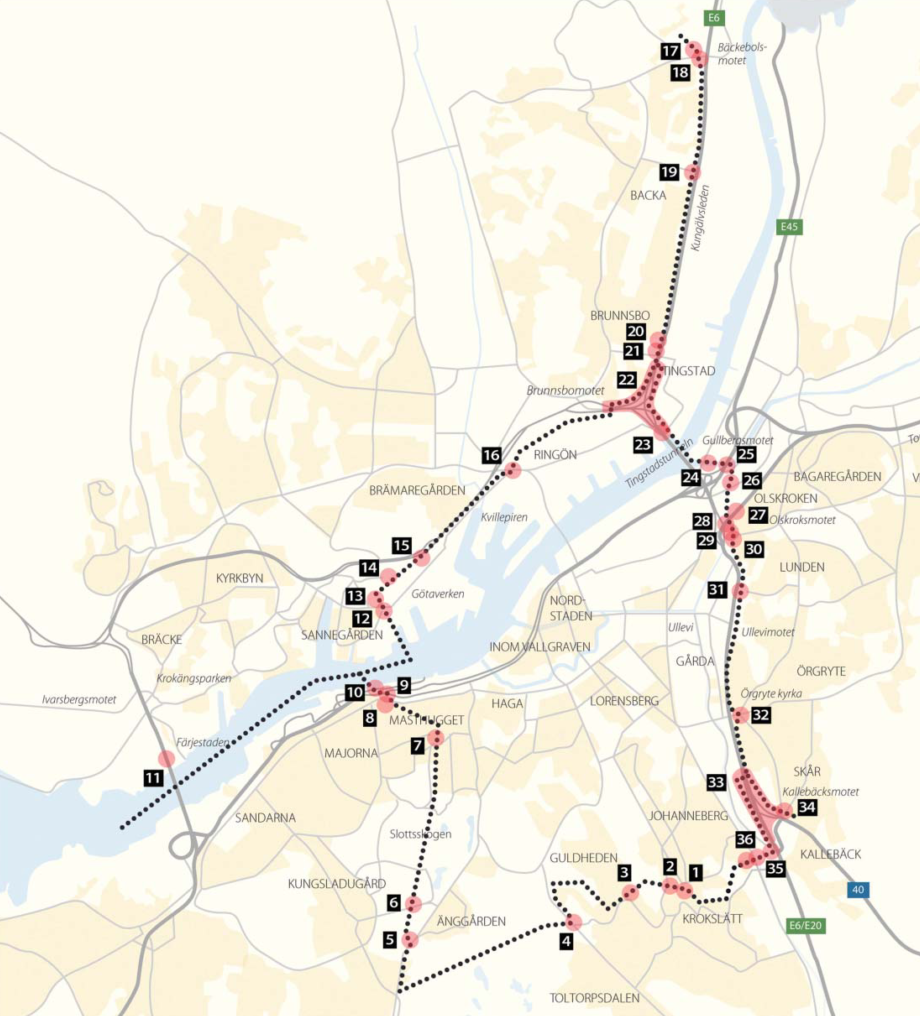 E6
Bäckebols-
motet
17
18
19
BACKA
Kungälvsleden
E45
BRUNNSBO
20
21
TINGSTAD
22
Brunnsbomotet
23
Gullbergsmotet
Tingstadstunneln
24
25
26
BAGAREGÅRDEN
OLSKROKEN
27
28
Olskroksmotet
29
30
16
RINGÖN
BRÄMAREGÅRDEN
Kvillepiren
15
14
LUNDEN
KYRKBYN
13
Götaverken
31
12
NORD-
STADEN
SANNEGÅRDEN
Ullevi
Ullevimotet
BRÄCKE
INOM VALLGRAVEN
GÅRDA
ÖRGRYTE
Krokängsparken
10
9
Ivarsbergsmotet
Örgryte kyrka
HAGA
LORENSBERG
8
MASTHUGGET
32
Färjestaden
7
MAJORNA
11
SKÅR
33
Kallebäcksmotet
34
SANDARNA
JOHANNEBERG
Slottsskogen
36
GULDHEDEN
KALLEBÄCK
35
KUNGSLADUGÅRD
3
2
1
40
6
ÄNGGÅRDEN
KROKSLÄTT
E6/E20
5
4
TOLTORPSDALEN